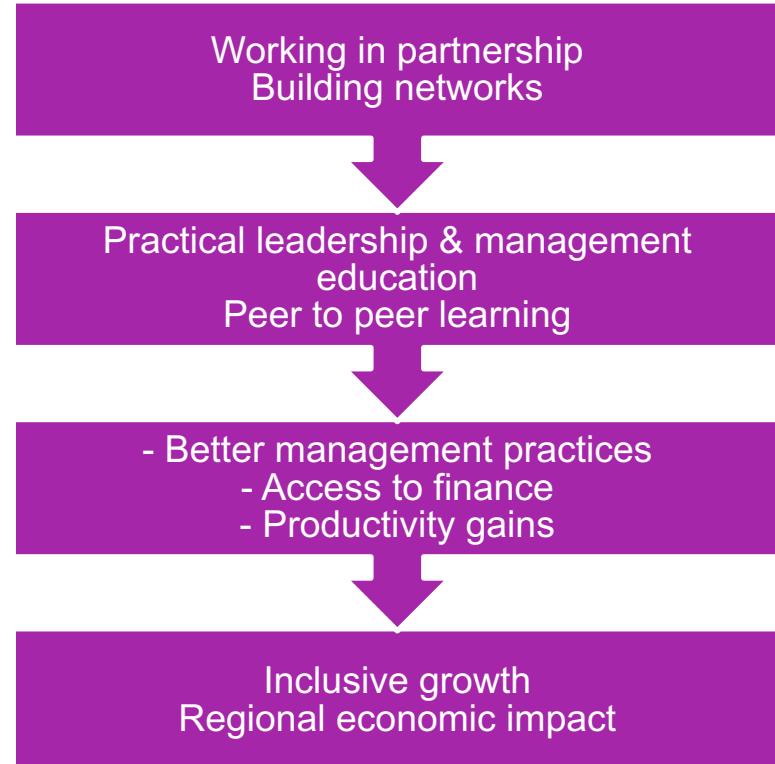 Working in partnership
Building networks
Practical leadership & management
education
Peer to peer learning
- Better management practices
- Access to finance
- Productivity gains
Inclusive growth
Regional economic impact